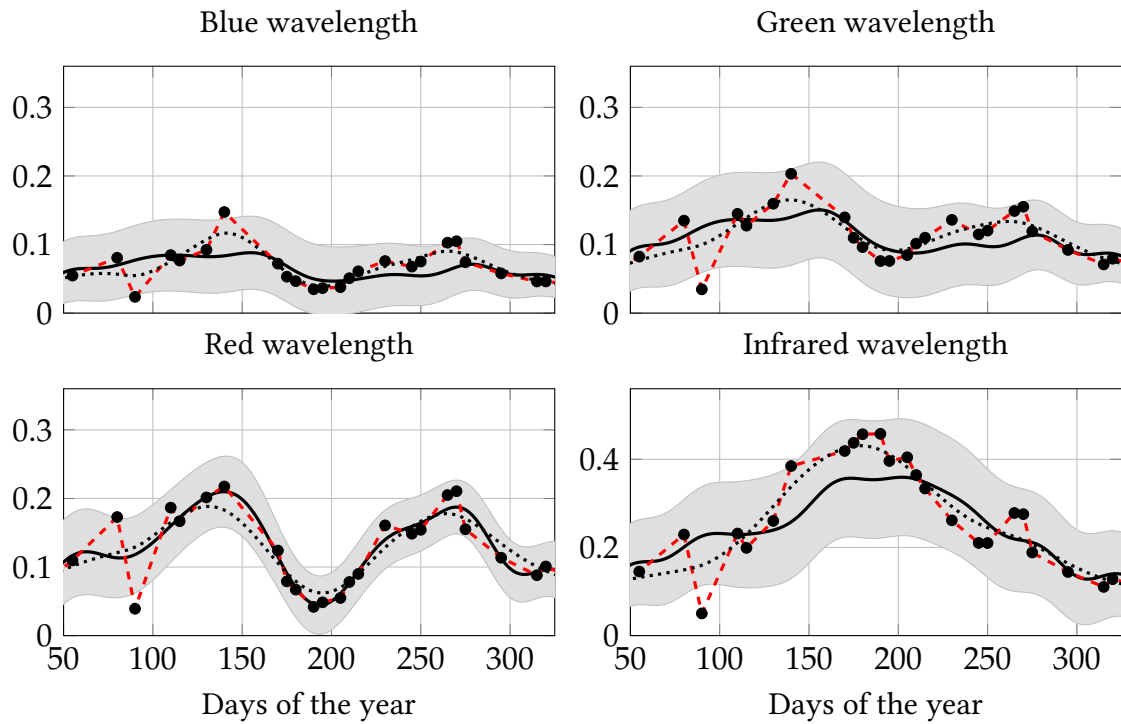 Blue wavelength
0.3
0.2
0.1
0
Green wavelength
0.3
0.2
0.1
0
Red wavelength
0.3
0.2
0.1
0
50 100 150 200 250 300
Days of the year
Infrared wavelength
0.4
0.2
0
50 100 150 200 250 300
Days of the year